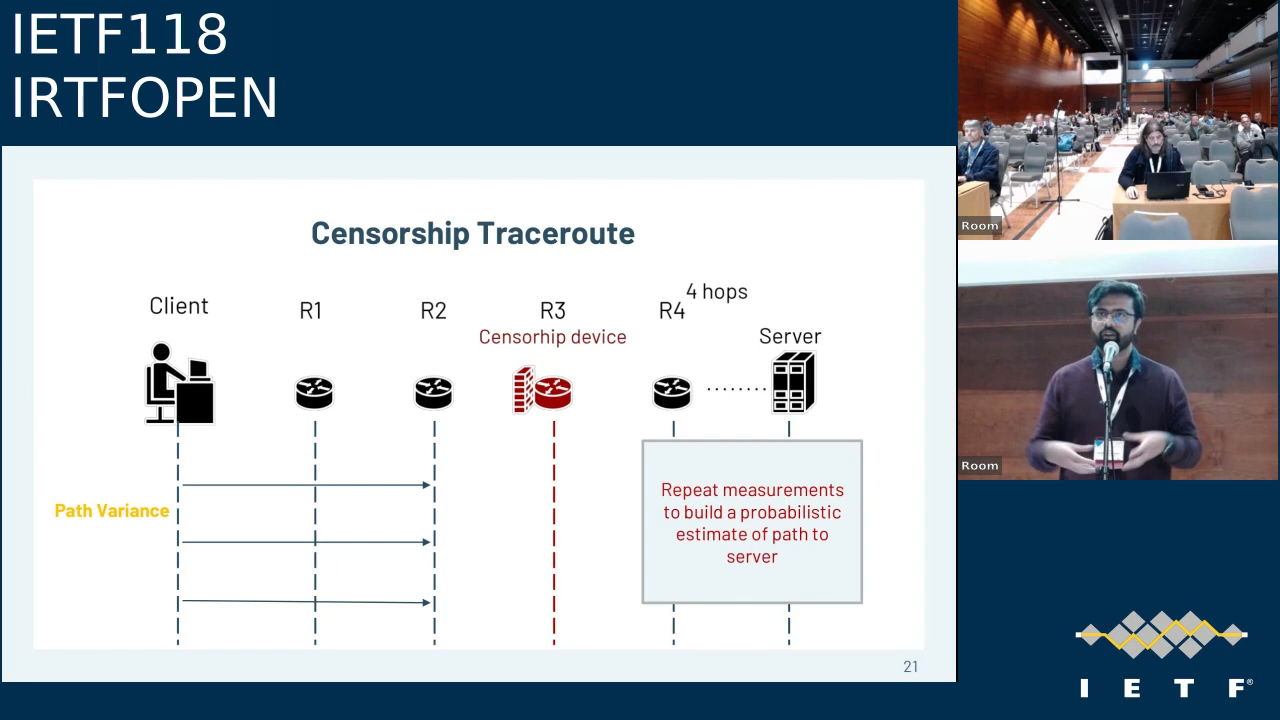 IETF118
IRTFOPEN
Censorship Traceroute
Client
R1
R2
R3
R4
4 hops
Censorhip device
Server
Path Variance
Repeat measurements
to build a probabilistic
estimate of path to
server
21
Room
Room
I E T F®